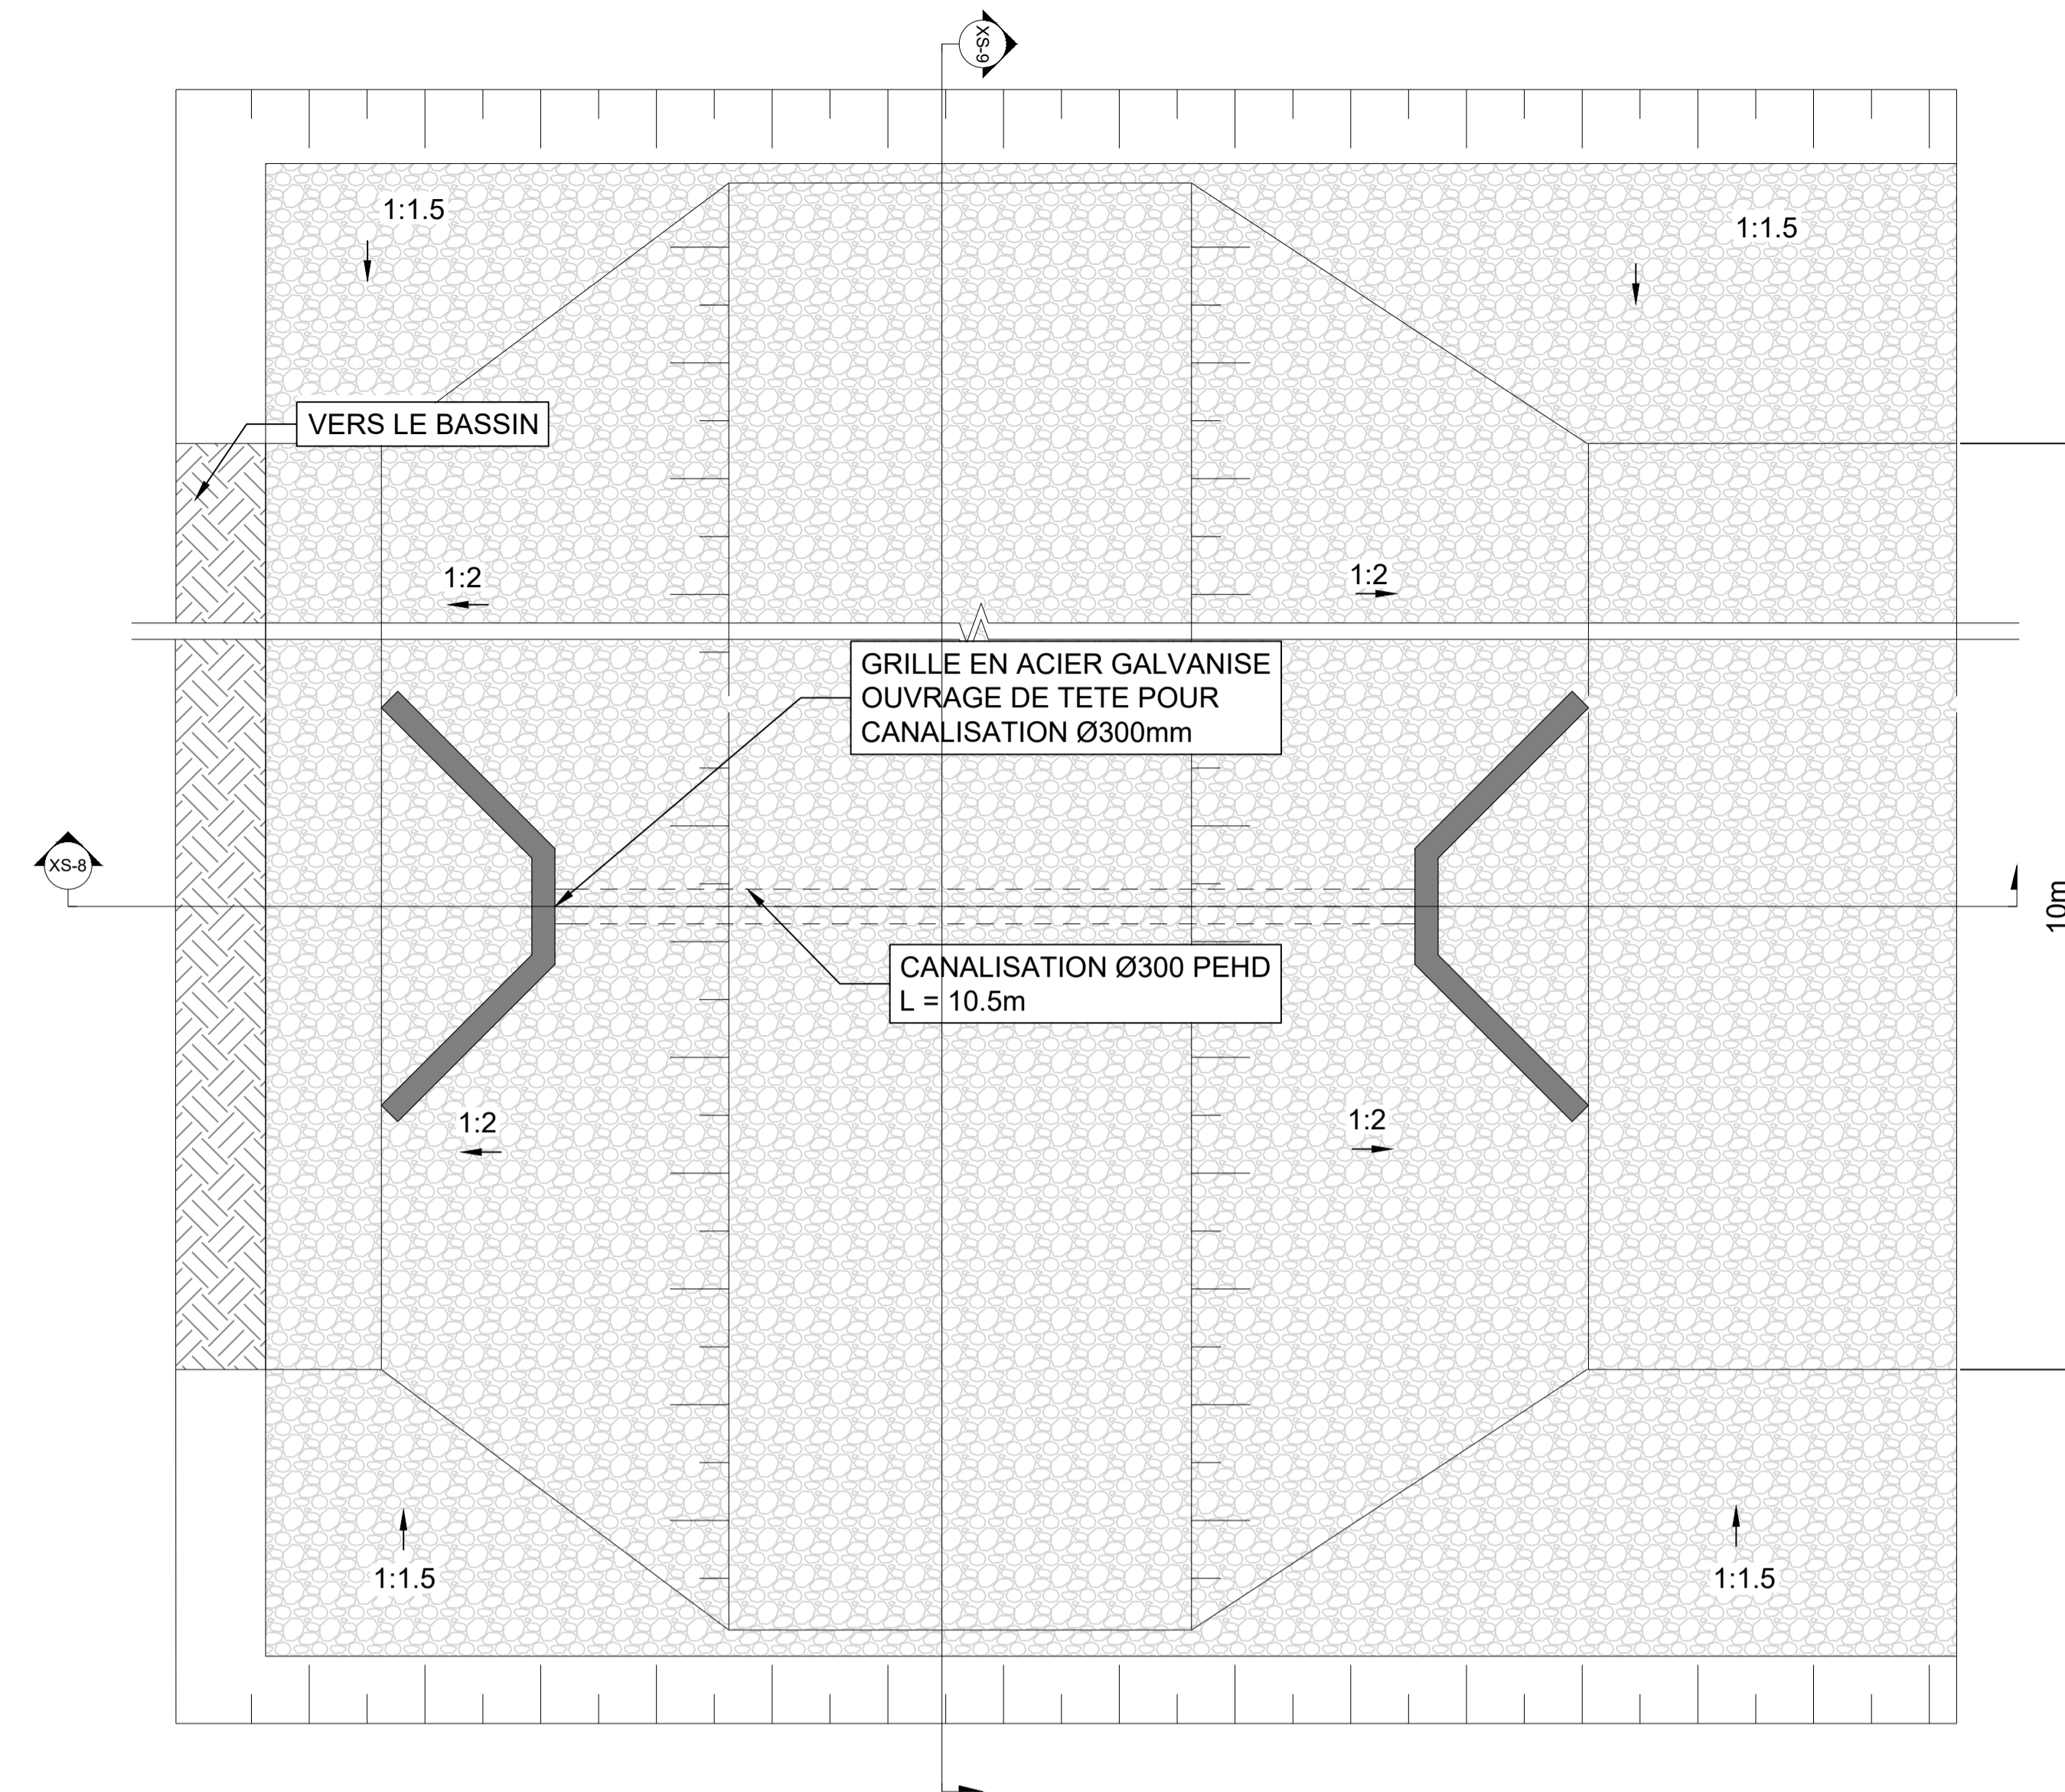 XS-9
1:1.5
1:1.5
VERS LE BASSIN
1:2
1:2
GRILLE EN ACIER GALVANISE
OUVRAGE DE TETE POUR
CANALISATION Ø300mm
XS-8
10m
CANALISATION Ø300 PEHD
L = 10.5m
1:2
1:2
1:1.5
1:1.5